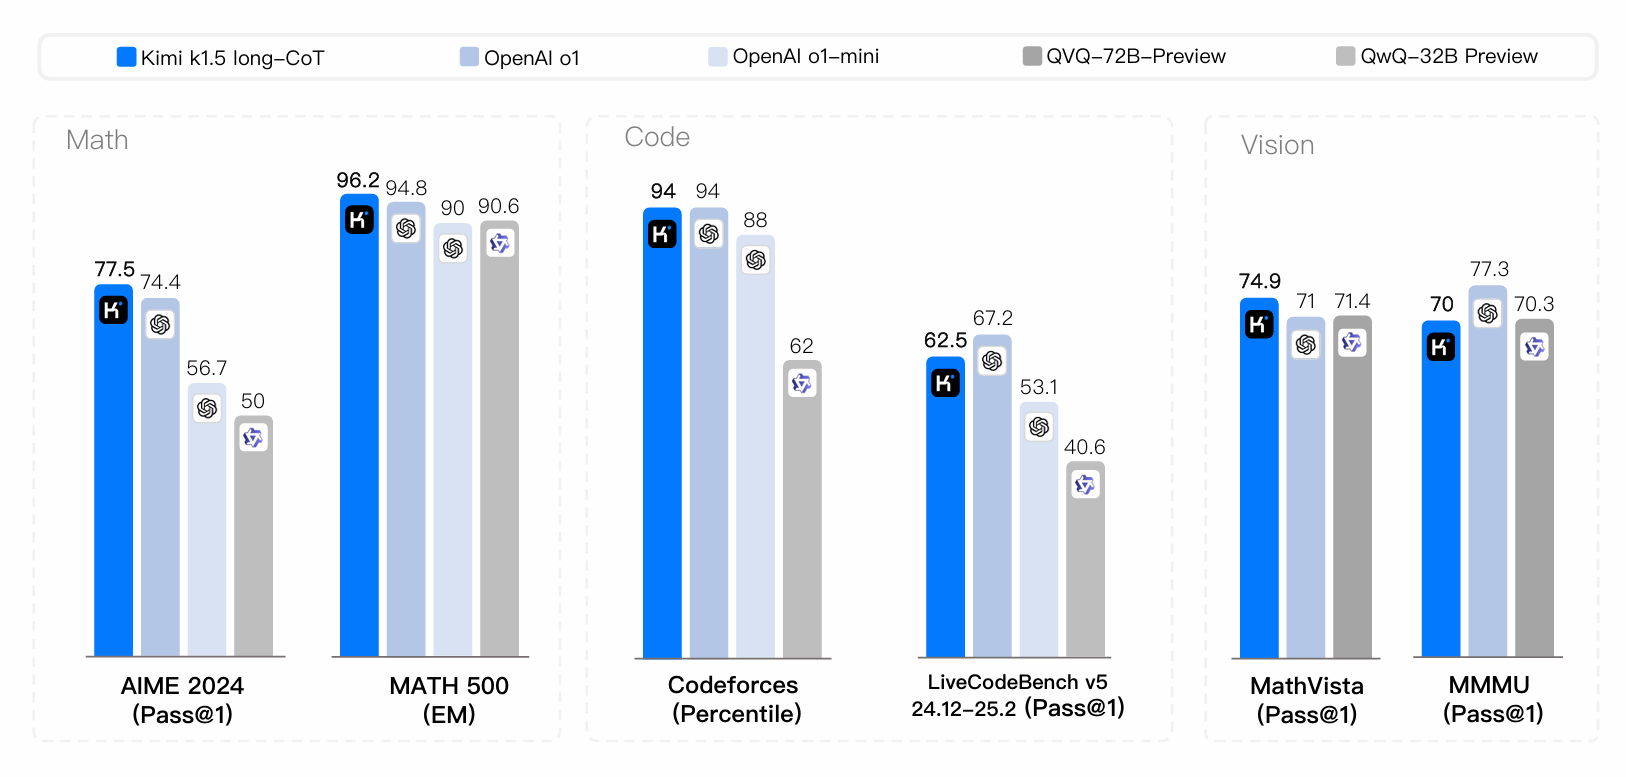 Kimi k1.5 long-CoT
OpenAI o1
OpenAI o1-mini
QVQ-72B-Preview
QwQ-32B Preview
Math
77.5
74.4
56.7
50
AIME 2024
(Pass@1)
96.2
94.8
90
90.6
MATH 500
(EM)
Code
94
94
88
62
Codeforces
(Percentile)
62.5
67.2
53.1
40.6
LiveCodeBench v5
24.12-25.2 (Pass@1)
Vision
74.9
71
71.4
MathVista
(Pass@1)
70
77.3
70.3
MMMU
(Pass@1)